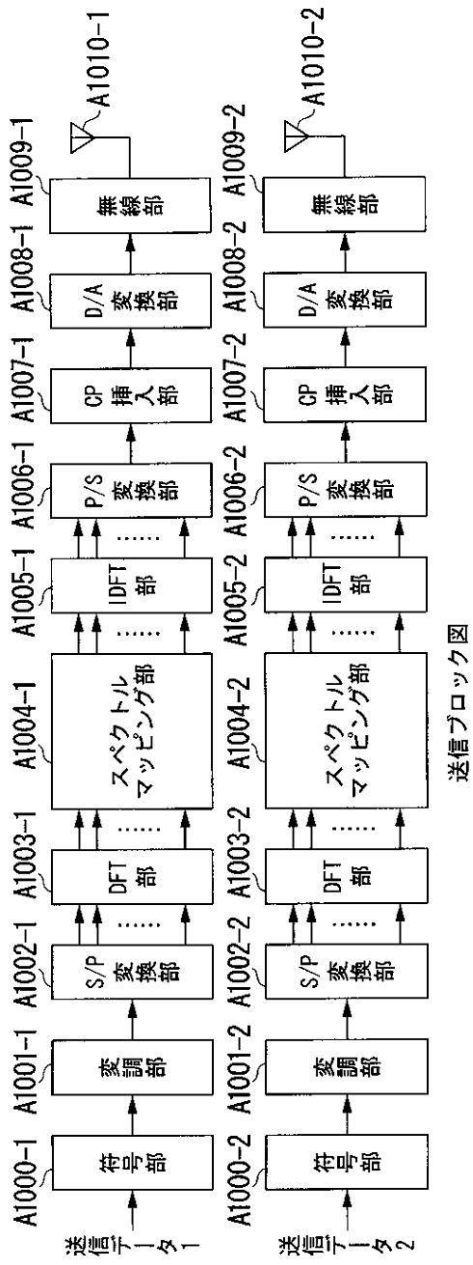 送信データ1
A1000-1
符号部
A1001-1
変調部
A1002-1
S/P
変換部
A1003-1
DFT
部
A1004-1
スペクトル
マッピング部
A1005-1
IDFT
部
A1006-1
P/S
変換部
A1007-1
CP
挿入部
A1008-1
D/A
変換部
A1009-1
無線部
A1010-1
送信データ2
A1000-2
符号部
A1001-2
変調部
A1002-2
S/P
変換部
A1003-2
DFT
部
A1004-2
スペクトル
マッピング部
A1005-2
IDFT
部
A1006-2
P/S
変換部
A1007-2
CP
挿入部
A1008-2
D/A
変換部
A1009-2
無線部
A1010-2
送信ブロック図